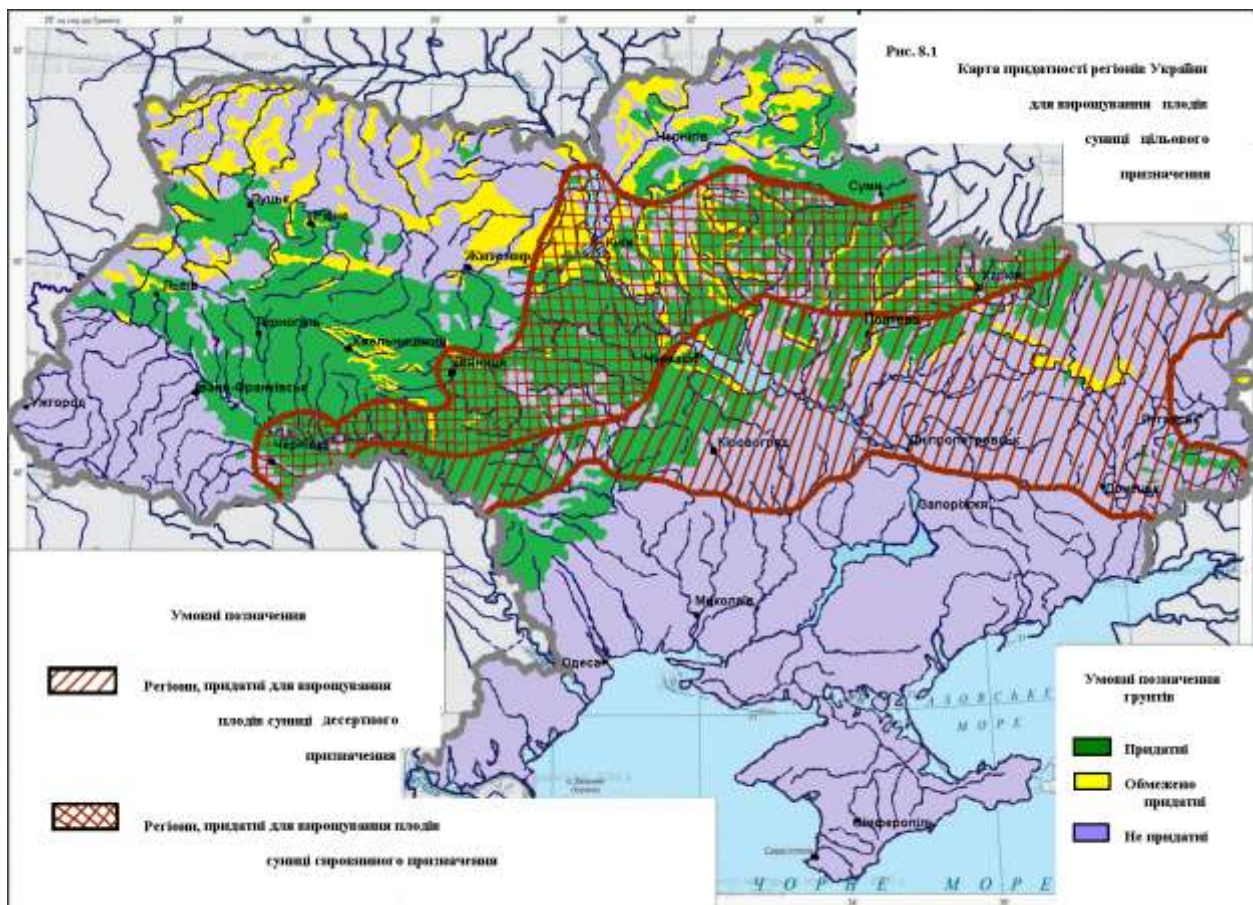 Рис. 8.1
Карта придатності регіонів України
для вирощування плодів
суниці цільового
призначення
Чернігів
Суми
Луцьк
Рівне
Київ
Житомир
Харків
Львів
Полтава
Тернопіль
Хмельницький
Вінниця
Черкаси
Івано-Франківськ
Ужгород
Луганськ
Кіровоград
Дніпропетровськ
Чернівці
Донецьк
Запоріжжя
Миколаїв
Одеса
АЗОВСЬКЕ
МОРЕ
Сімферополь
Севастополь
ЧОРНЕ МОРЕ
Умовні позначення
Регіони, придатні для вирощування
плодів суниці десертного
призначення
Регіони, придатні для вирощування плодів
суниці сировинного призначення
Умовні позначення
грунтів
Придатні
Обмежено
придатні
Не придатні